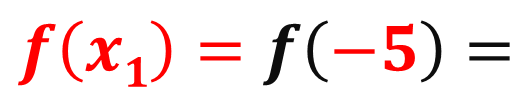 f(x₁) = f(−5) =